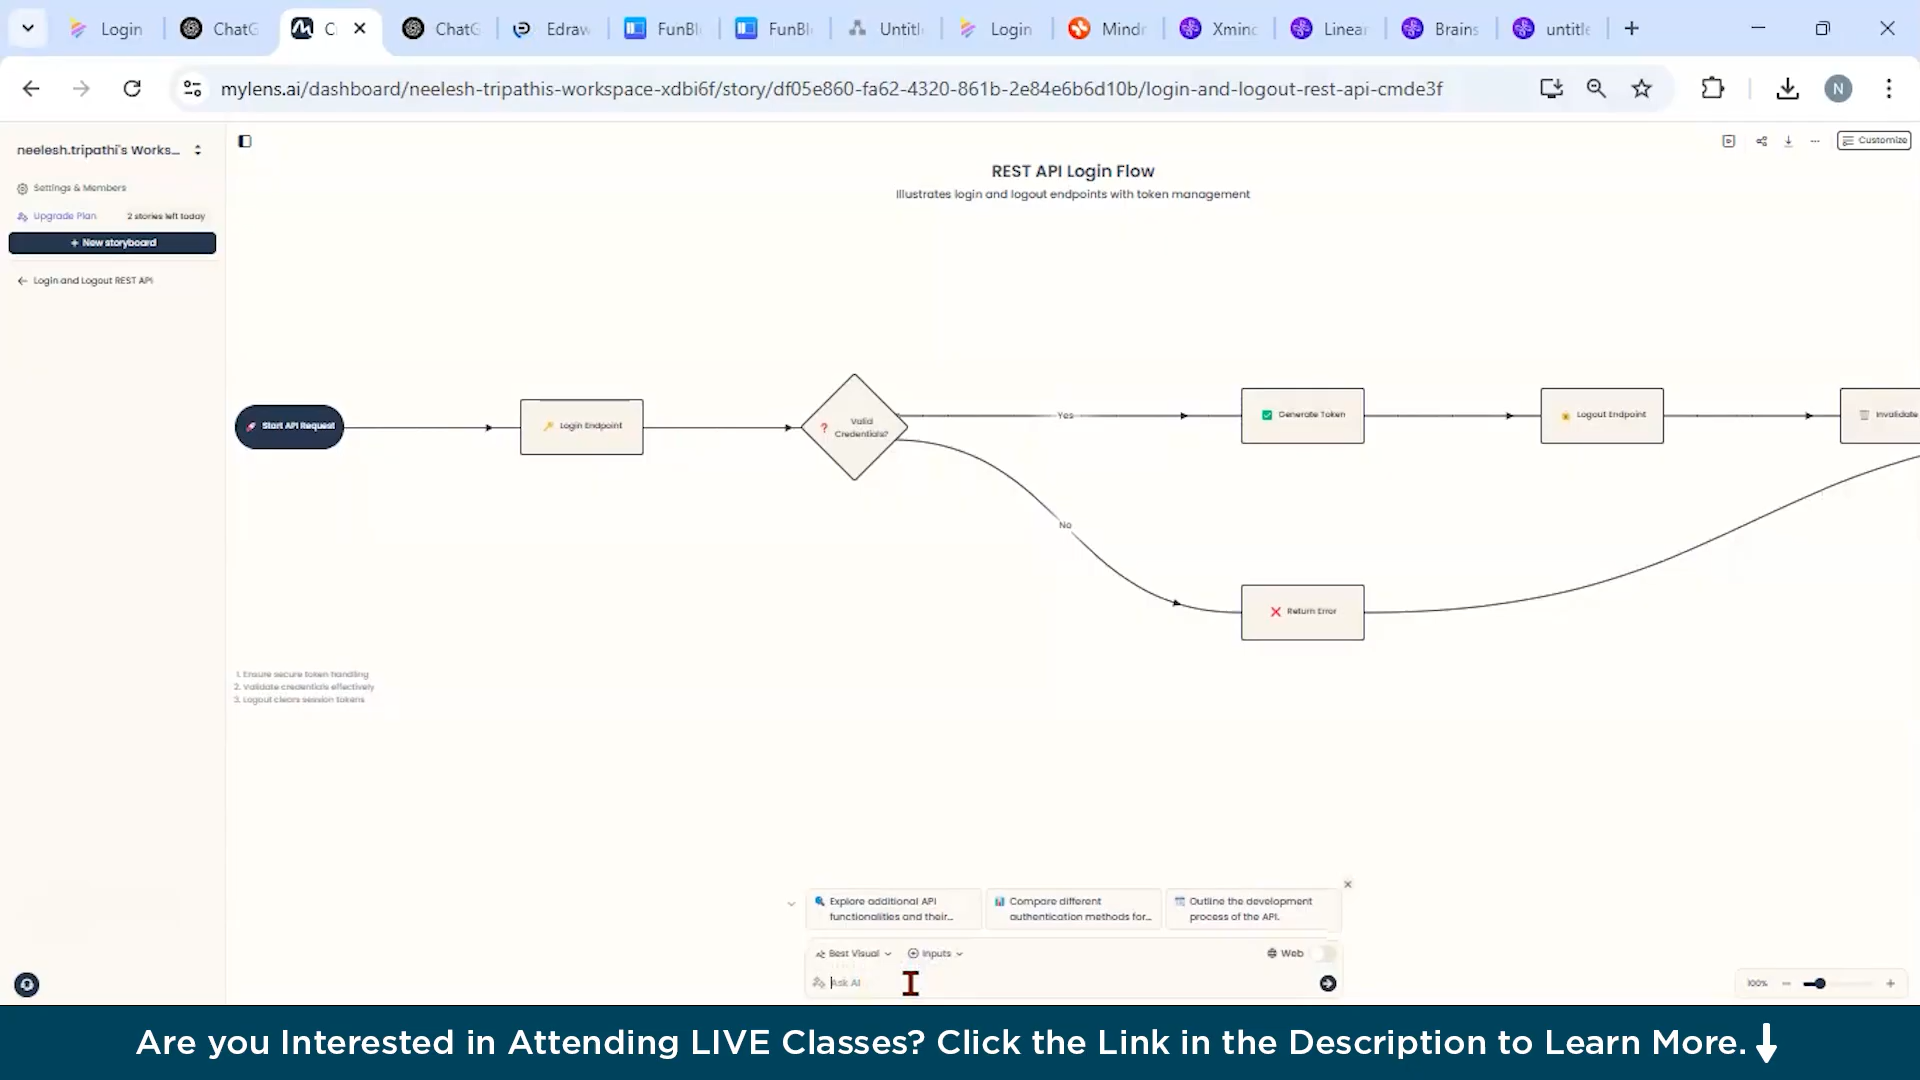 Login
ChatG
C
ChatG
Edraw
FunBl
FunBl
Untitl
Login
Mindr
Xmind
Linear
Brains
untitle
mylens.ai/dashboard/neelesh-tripathis-workspace-xdbi6f/story/df05e860-fa62-4320-861b-2e84e6b6d10b/login-and-logout-rest-api-cmde3f
N
neelesh.tripathi's Works...
Settings & Members
Upgrade Plan
2 stories left today
+ New storyboard
Login and Logout REST API
Customize
REST API Login Flow
Illustrates login and logout endpoints with token management
Start API Request
Login Endpoint
Valid
Credentials?
Yes
No
Generate Token
Logout Endpoint
Invalidate
Return Error
1. Ensure secure token handling
2. Validate credentials effectively
3. Logout clears session tokens
Explore additional API
functionalities and their...
Compare different
authentication methods for...
Outline the development
process of the API.
Best Visual
Inputs
Web
Ask AI
100%
Are you Interested in Attending LIVE Classes? Click the Link in the Description to Learn More.